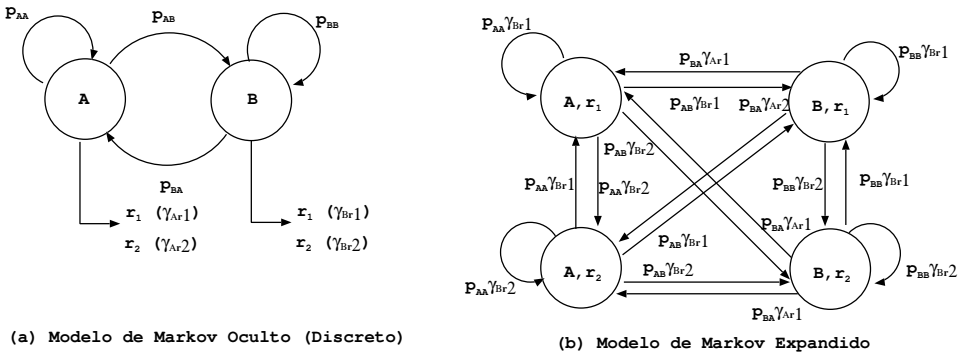 pAA
pAB
pBB
A
B
pBA
r1 (γAr1)
r2 (γAr2)
r1 (γBr1)
r2 (γBr2)
(a) Modelo de Markov Oculto (Discreto)
pAAγBr1
pBAγAr1
pBBγBr1
A,r1
pABγBr1
pBAγAr2
B,r1
pABγBr2
pAAγBr1
pAAγBr2
pBBγBr2
pBBγBr1
pBAγAr1
pABγBr1
A,r2
pABγBr2
B,r2
pBBγBr2
pAAγBr2
pBAγAr1
(b) Modelo de Markov Expandido